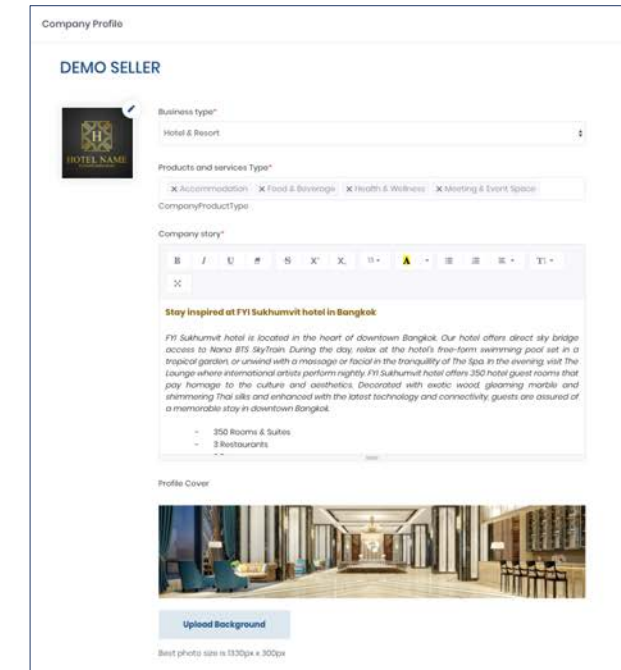 Company Profile
DEMO SELLER
HOTEL NAME
Business type*
Hotel & Resort
Products and services Type*
× Accommodation × Food & Beverage × Health & Wellness × Meeting & Event Space
CompanyProductType
Company story*
B I U S X² X₂ 13 A T
Stay inspired at FYI Sukhumvit hotel in Bangkok
FYI Sukhumvit hotel is located in the heart of downtown Bangkok. Our hotel offers direct sky bridge
access to Nana BTS SkyTrain. During the day, relax at the hotel's free-form swimming pool set in a
tropical garden, or unwind with a massage or facial in the tranquillity of The Spa. In the evening, visit The
Lounge where international artists perform nightly. FYI Sukhumvit hotel offers 350 hotel guest rooms that
pay homage to the culture and aesthetics. Decorated with exotic wood, gleaming marble and
shimmering Thai silks and enhanced with the latest technology and connectivity, guests are assured of
a memorable stay in downtown Bangkok.
- 350 Rooms & Suites
- 3 Restaurants
Profile Cover
Upload Background
Best photo size is 1330px x 300px